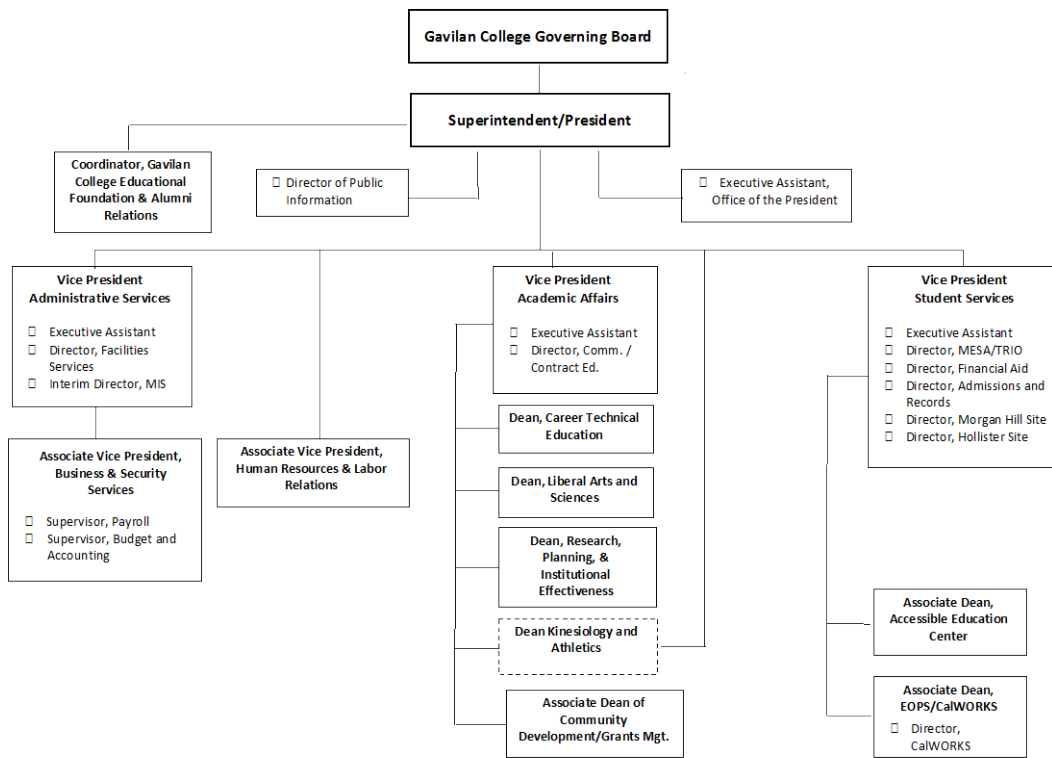 Gavilan College Governing Board
Superintendent/President
Coordinator, Gavilan
College Educational
Foundation & Alumni
Relations
Director of Public
Information
Executive Assistant,
Office of the President
Vice President
Administrative Services
Executive Assistant
Director, Facilities
Services
Interim Director, MIS
Associate Vice President,
Business & Security
Services
Supervisor, Payroll
Supervisor, Budget and
Accounting
Associate Vice President,
Human Resources & Labor
Relations
Vice President
Academic Affairs
Executive Assistant
Director, Comm. /
Contract Ed.
Dean, Career Technical
Education
Dean, Liberal Arts and
Sciences
Dean, Research,
Planning, &
Institutional
Effectiveness
Dean Kinesiology and
Athletics
Associate Dean of
Community
Development/Grants Mgt.
Vice President
Student Services
Executive Assistant
Director, MESA/TRIO
Director, Financial Aid
Director, Admissions and
Records
Director, Morgan Hill Site
Director, Hollister Site
Associate Dean,
Accessible Education
Center
Associate Dean,
EOPS/CalWORKS
Director,
CalWORKS